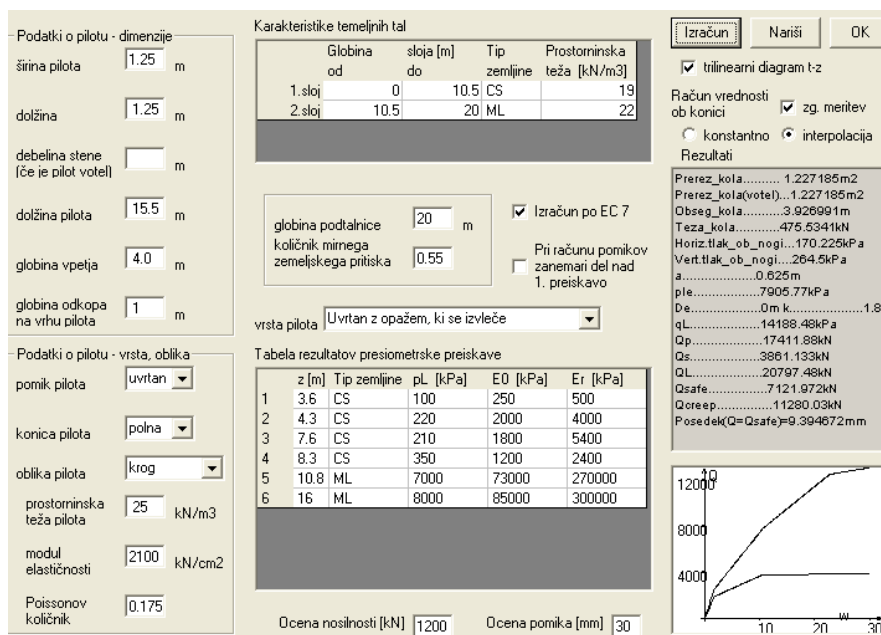 Podatki o pilotu - dimenzije
širina pilota 1.25 m
dolžina 1.25 m
debelina stene
(če je pilot votel) m
dolžina pilota 15.5 m
globina vpetja 4.0 m
globina odkopa
na vrhu pilota 1 m
Podatki o pilotu - vrsta, oblika
pomik pilota uvrtan
konica pilota polna
oblika pilota krog
prostorninska
teža pilota 25 kN/m3
modul
elastičnosti 2100 kN/cm2
Poissonov
količnik 0.175
Karakteristike temeljnih tal
Globina sloja [m] Tip Prostorninska
od do zemljine teža [kN/m3]
1.sloj 0 10.5 CS 19
2.sloj 10.5 20 ML 22
globina podtalnice 20 m
količnik mirnega
zemeljskega pritiska 0.55
Izračun po EC 7
Pri računu pomikov
zanemari del nad
1. preiskavo
vrsta pilota Uvrtan z opažem, ki se izvleče
Tabela rezultatov presiometrske preiskave
z [m] Tip zemljine pL [kPa] E0 [kPa] Er [kPa]
1 3.6 CS 100 250 500
2 4.3 CS 220 2000 4000
3 7.6 CS 210 1800 5400
4 8.3 CS 350 1200 2400
5 10.8 ML 7000 73000 270000
6 16 ML 8000 85000 300000
Ocena nosilnosti [kN] 1200 Ocena pomika [mm] 30
Izračun Nariši OK
trilinearni diagram t-z
Račun vrednosti
ob konici zg. meritev
konstantno interpolacija
Rezultati
Prerez_kola.......... 1.227185m2
Prerez_kola(votel)...1.227185m2
Obseg_kola..........3.926991m
Teza_kola............475.5341kN
Horiz.tlak_ob_nogi...170.225kPa
Vert.tlak_ob_nogi....264.5kPa
a....................0.625m
ple..................7905.77kPa
De...................0m k.....................1.8
qL...................14188.48kPa
Qp...................17411.88kN
Qs...................3861.133kN
QL...................20797.48kN
Qsafe................7121.972kN
Qcreep...............11280.03kN
Posedek(Q=Qsafe)=9.394672mm
Q
12000
8000
4000
w
10 20 30